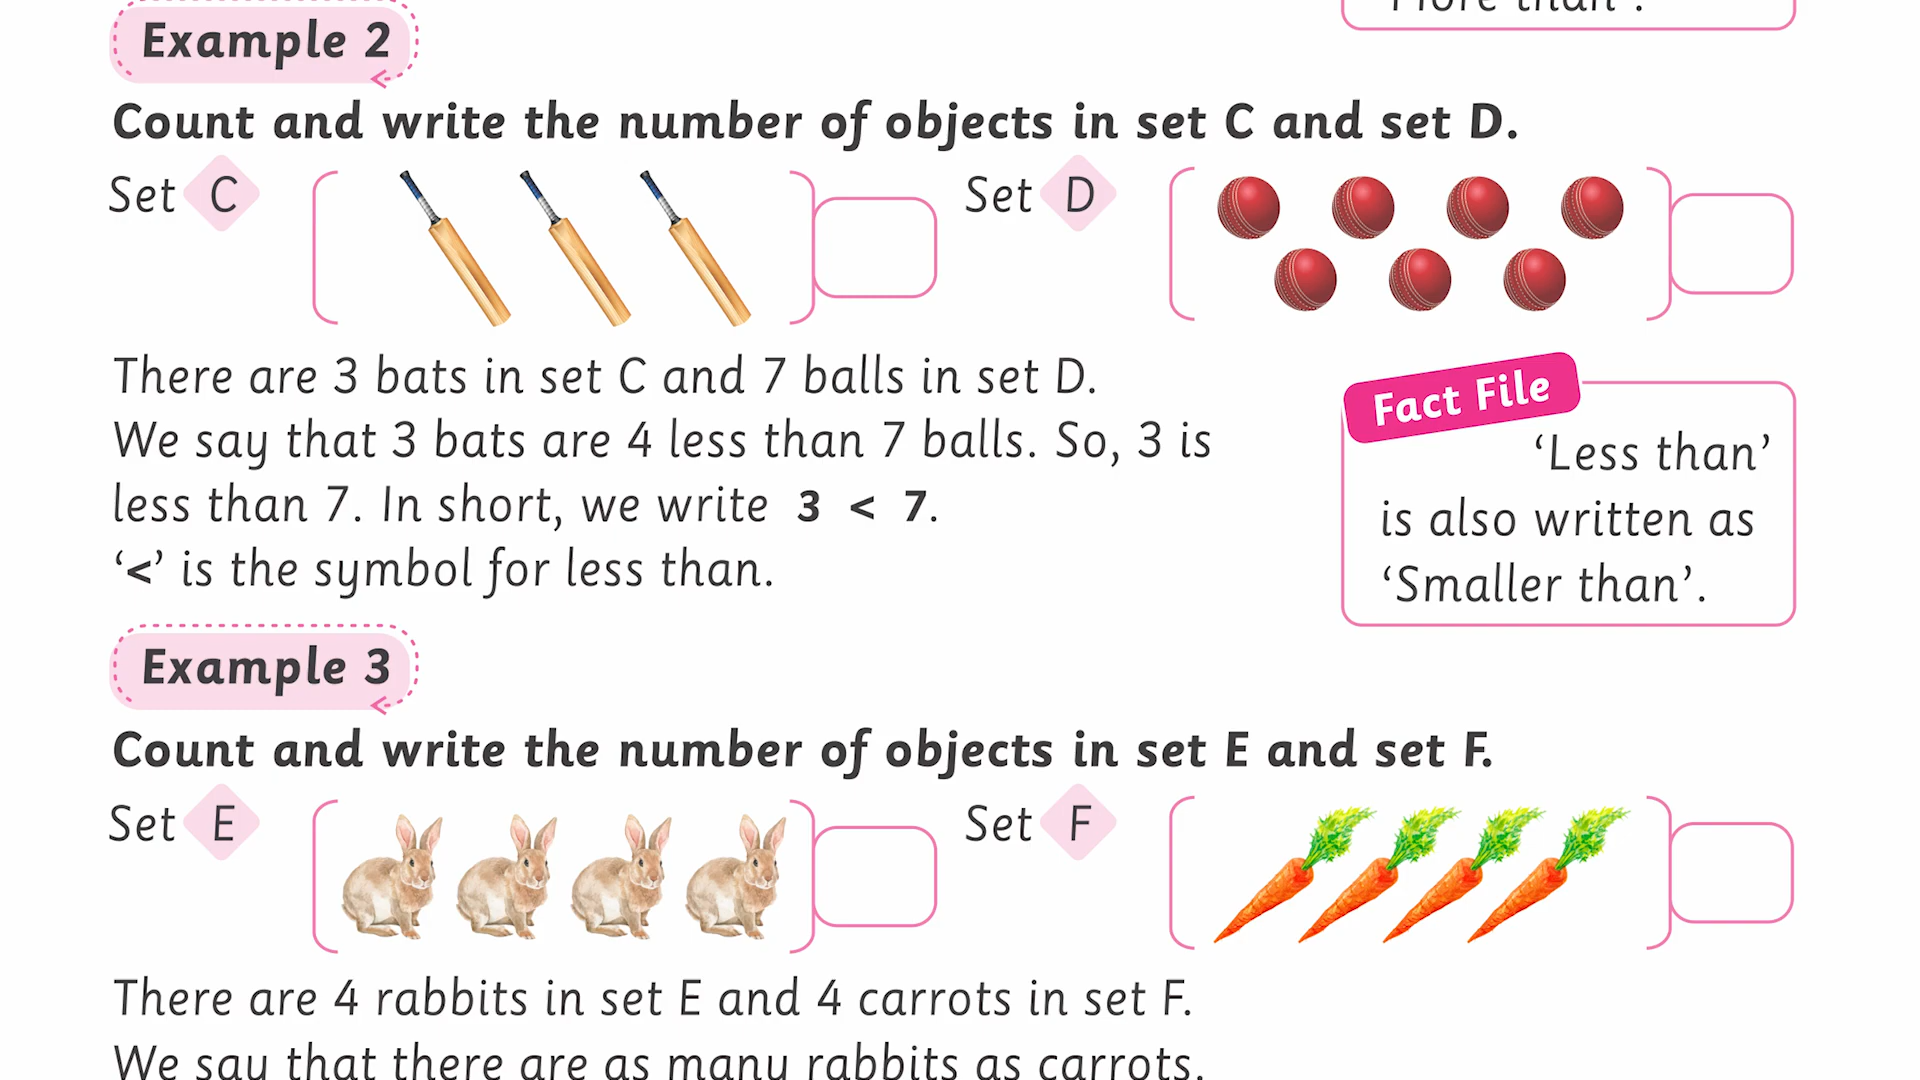 'More than'.
Example 2
Count and write the number of objects in set C and set D.
Set C
Set D
There are 3 bats in set C and 7 balls in set D.
We say that 3 bats are 4 less than 7 balls. So, 3 is
less than 7. In short, we write 3 < 7.
‘<’ is the symbol for less than.
Fact File
‘Less than’
is also written as
‘Smaller than’.
Example 3
Count and write the number of objects in set E and set F.
Set E
Set F
There are 4 rabbits in set E and 4 carrots in set F.
We say that there are as many rabbits as carrots.